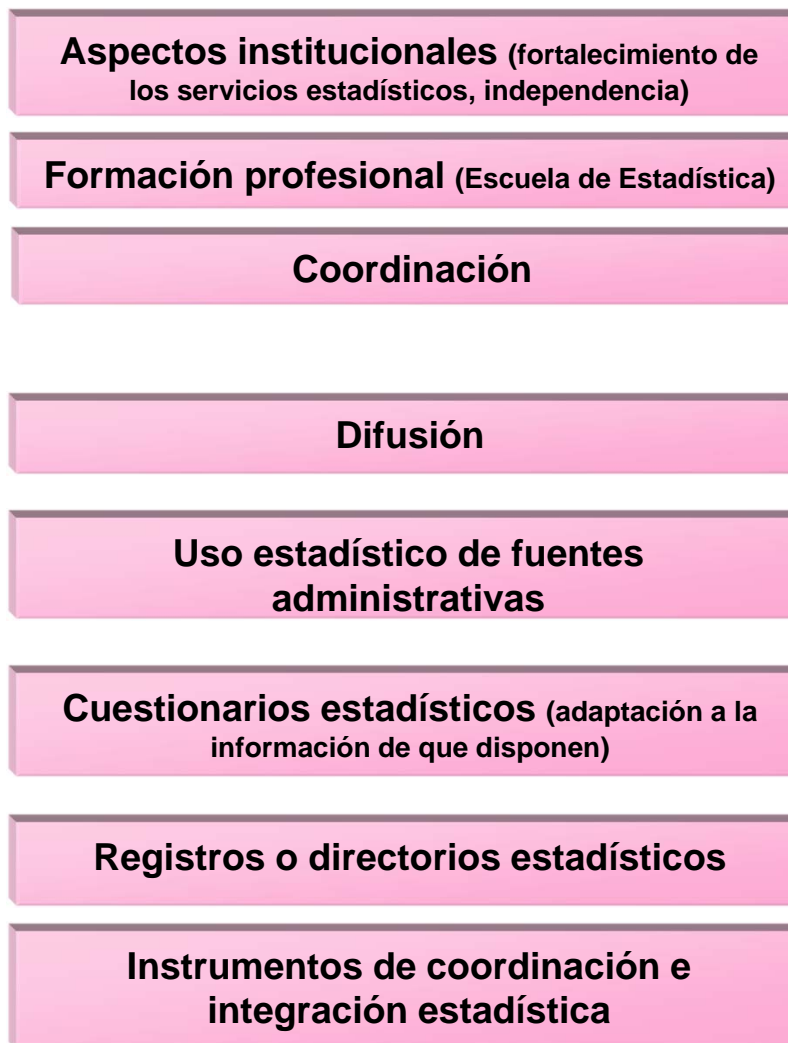 Aspectos institucionales (fortalecimiento de
los servicios estadísticos, independencia)
Formación profesional (Escuela de Estadística)
Coordinación
Difusión
Uso estadístico de fuentes
administrativas
Cuestionarios estadísticos (adaptación a la
información de que disponen)
Registros o directorios estadísticos
Instrumentos de coordinación e
integración estadística